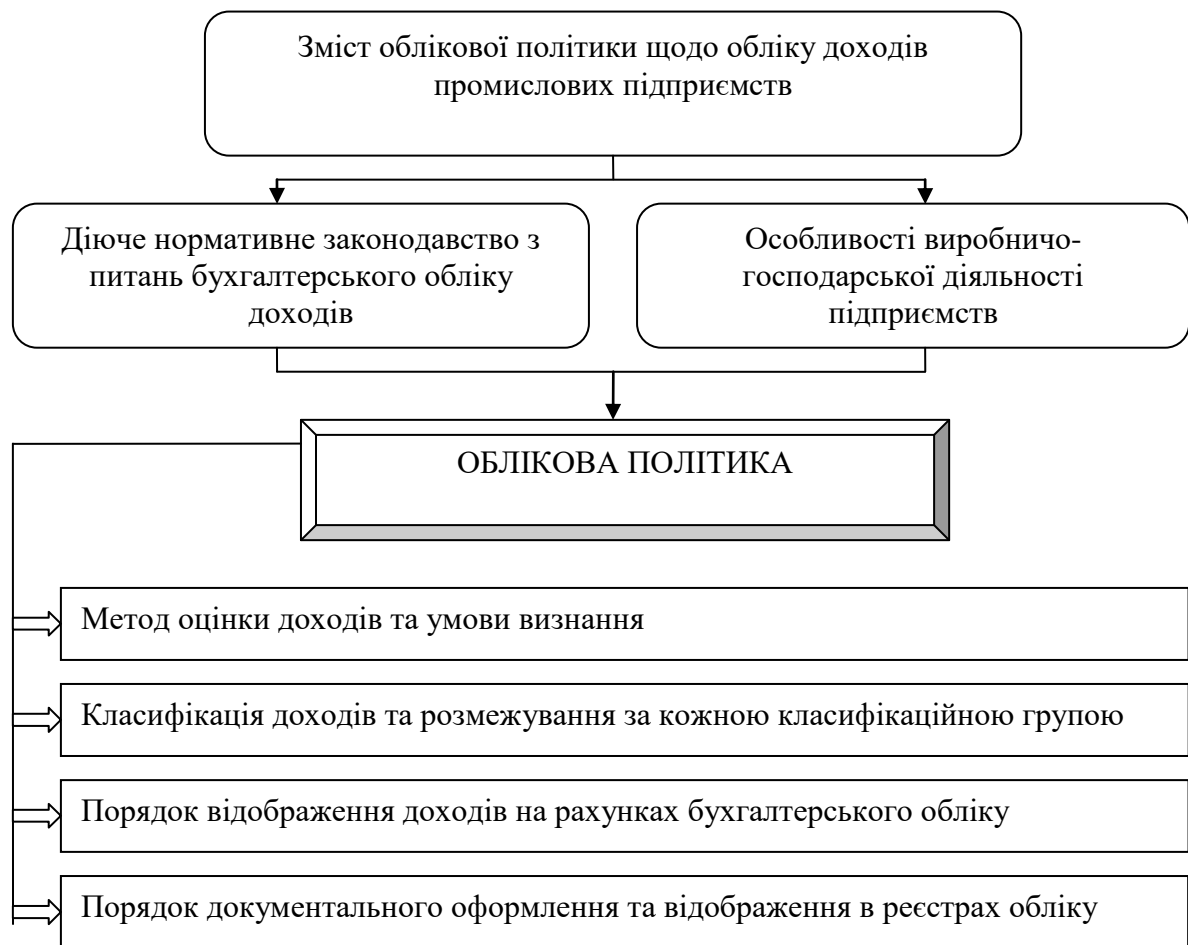 Зміст облікової політики щодо обліку доходів
промислових підприємств
Діюче нормативне законодавство з
питань бухгалтерського обліку
доходів
Особливості виробничо-
господарської діяльності
підприємств
ОБЛІКОВА ПОЛІТИКА
Метод оцінки доходів та умови визнання
Класифікація доходів та розмежування за кожною класифікаційною групою
Порядок відображення доходів на рахунках бухгалтерського обліку
Порядок документального оформлення та відображення в реєстрах обліку